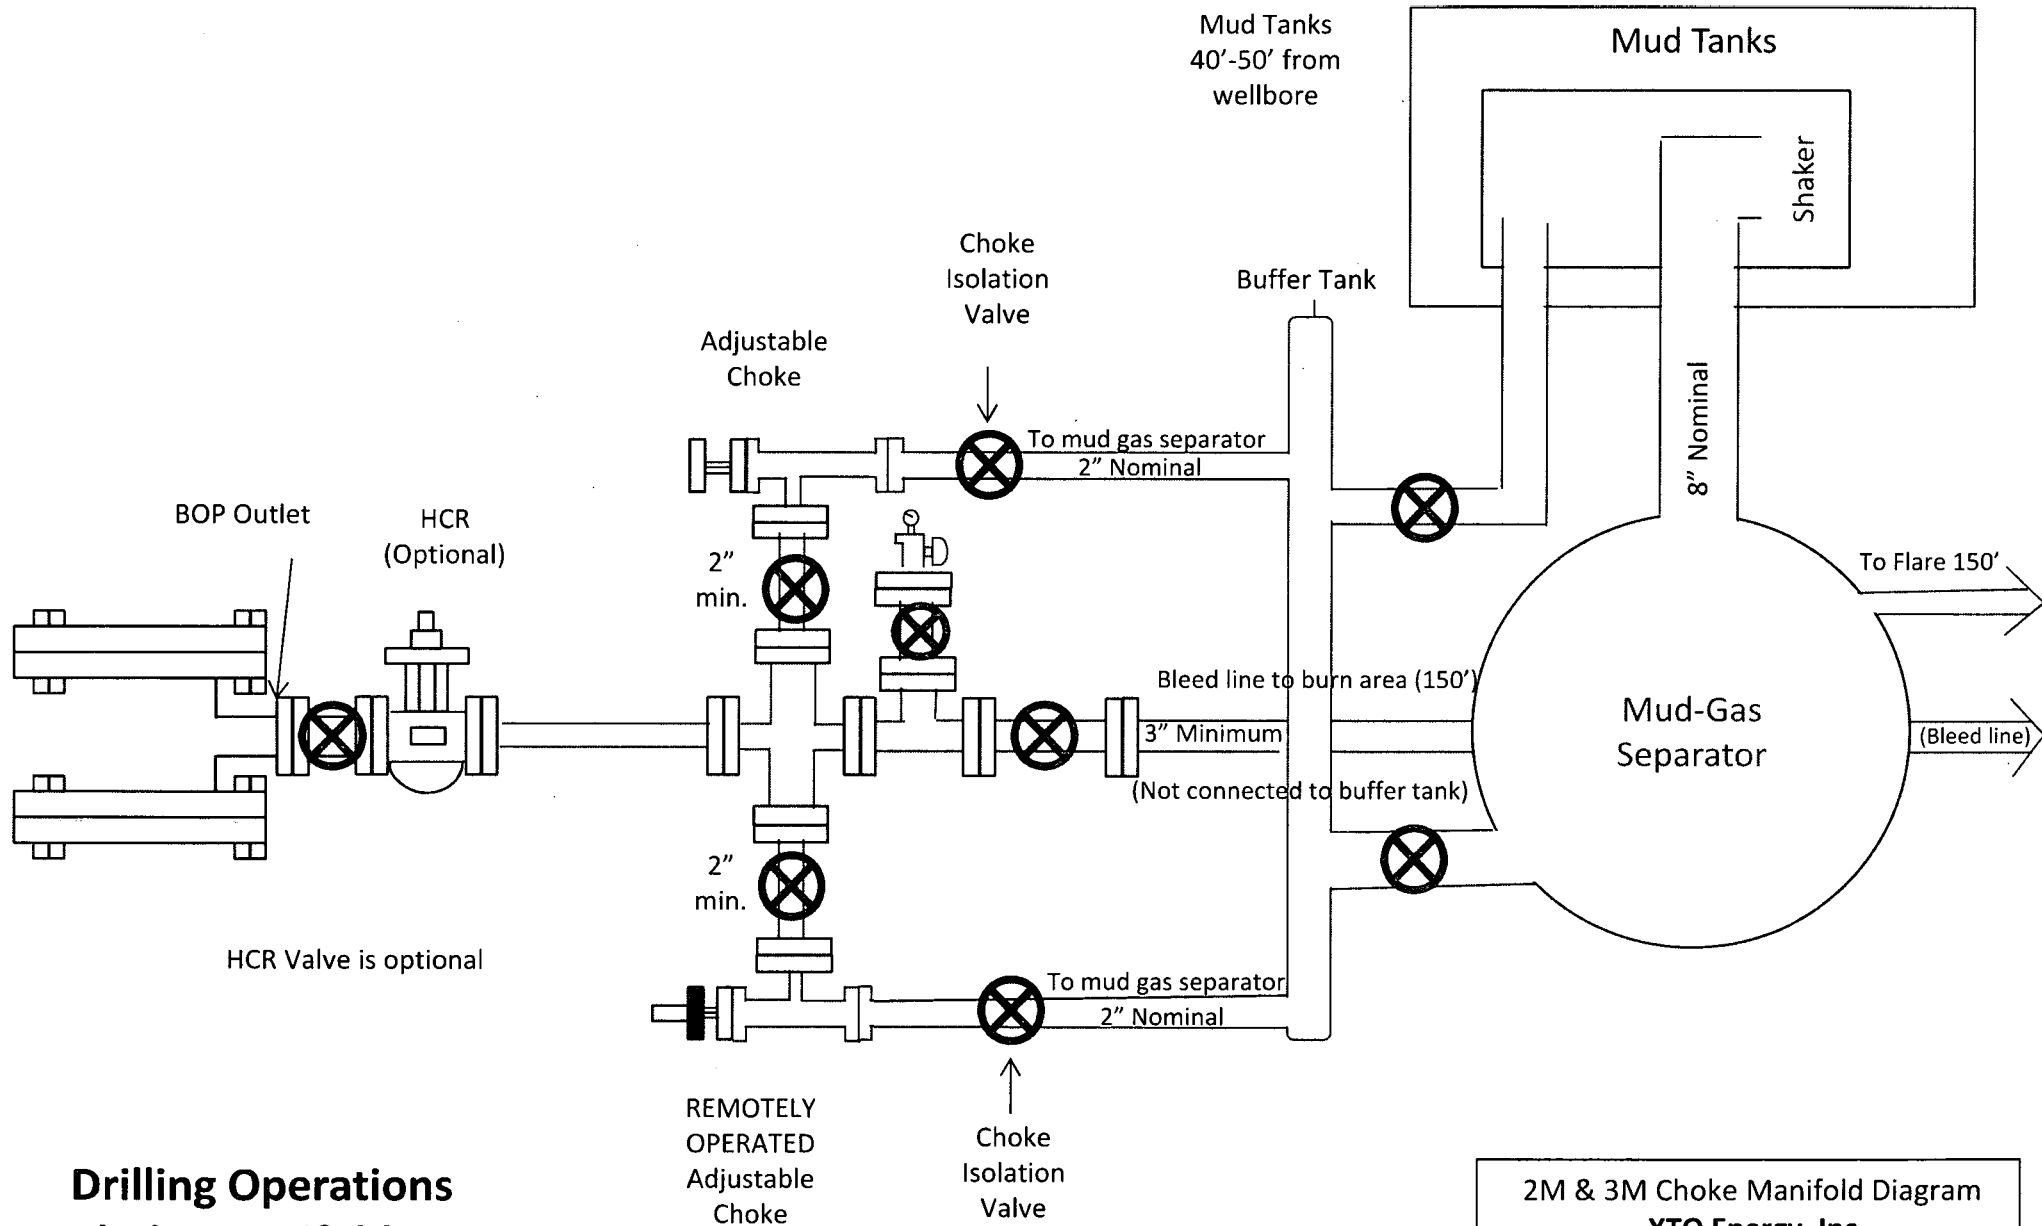 Mud Tanks
40'-50' from
wellbore
Mud Tanks
Shaker
Choke
Isolation
Valve
Buffer Tank
Adjustable
Choke
To mud gas separator
2" Nominal
8" Nominal
BOP Outlet
HCR
(Optional)
2"
min.
To Flare 150'
Bleed line to burn area (150')
3" Minimum
(Not connected to buffer tank)
Mud-Gas
Separator
(Bleed line)
2"
min.
HCR Valve is optional
To mud gas separator
2" Nominal
REMOTELY
OPERATED
Adjustable
Choke
Choke
Isolation
Valve
Drilling Operations
2M & 3M Choke Manifold Diagram
XTO Energy, Inc.